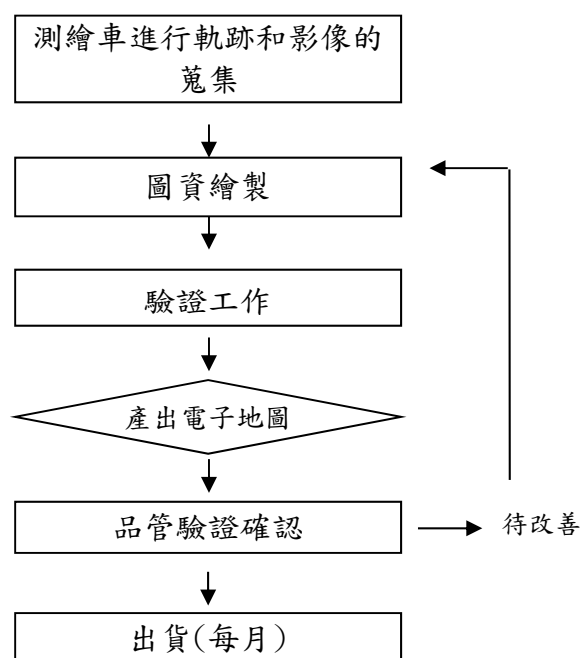 測繪車進行軌跡和影像的
蒐集
圖資繪製
驗證工作
產出電子地圖
品管驗證確認
待改善
出貨(每月)